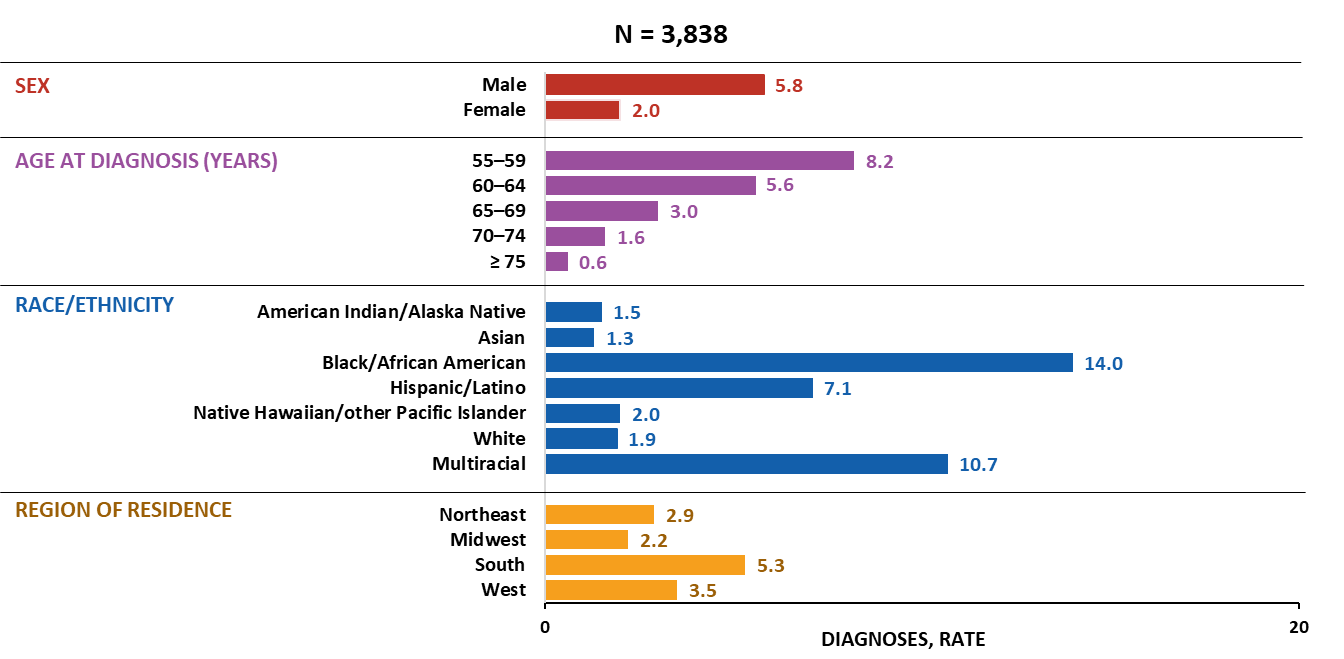 N = 3,838
SEX
Male 5.8
Female 2.0
AGE AT DIAGNOSIS (YEARS)
55–59 8.2
60–64 5.6
65–69 3.0
70–74 1.6
≥ 75 0.6
RACE/ETHNICITY
American Indian/Alaska Native 1.5
Asian 1.3
Black/African American 14.0
Hispanic/Latino 7.1
Native Hawaiian/other Pacific Islander 2.0
White 1.9
Multiracial 10.7
REGION OF RESIDENCE
Northeast 2.9
Midwest 2.2
South 5.3
West 3.5
0 20
DIAGNOSES, RATE